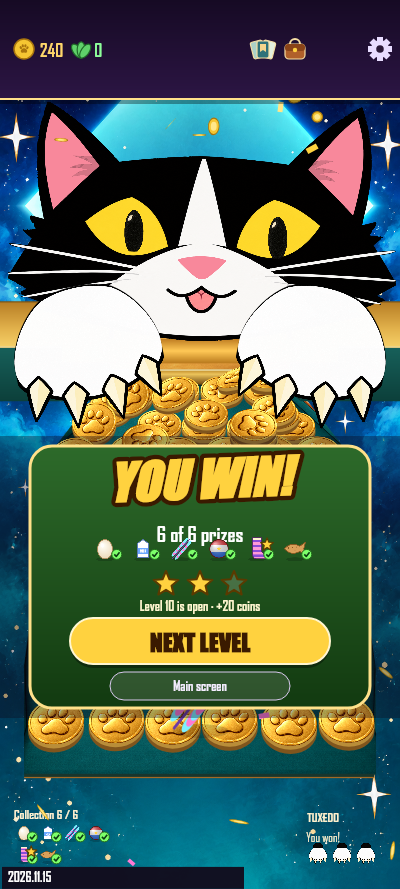 240
0
YOU WIN!
6 of 6 prizes
Level 10 is open · +20 coins
NEXT LEVEL
Main screen
Collection 6 / 6
TUXEDO
You won!
2026.11.15